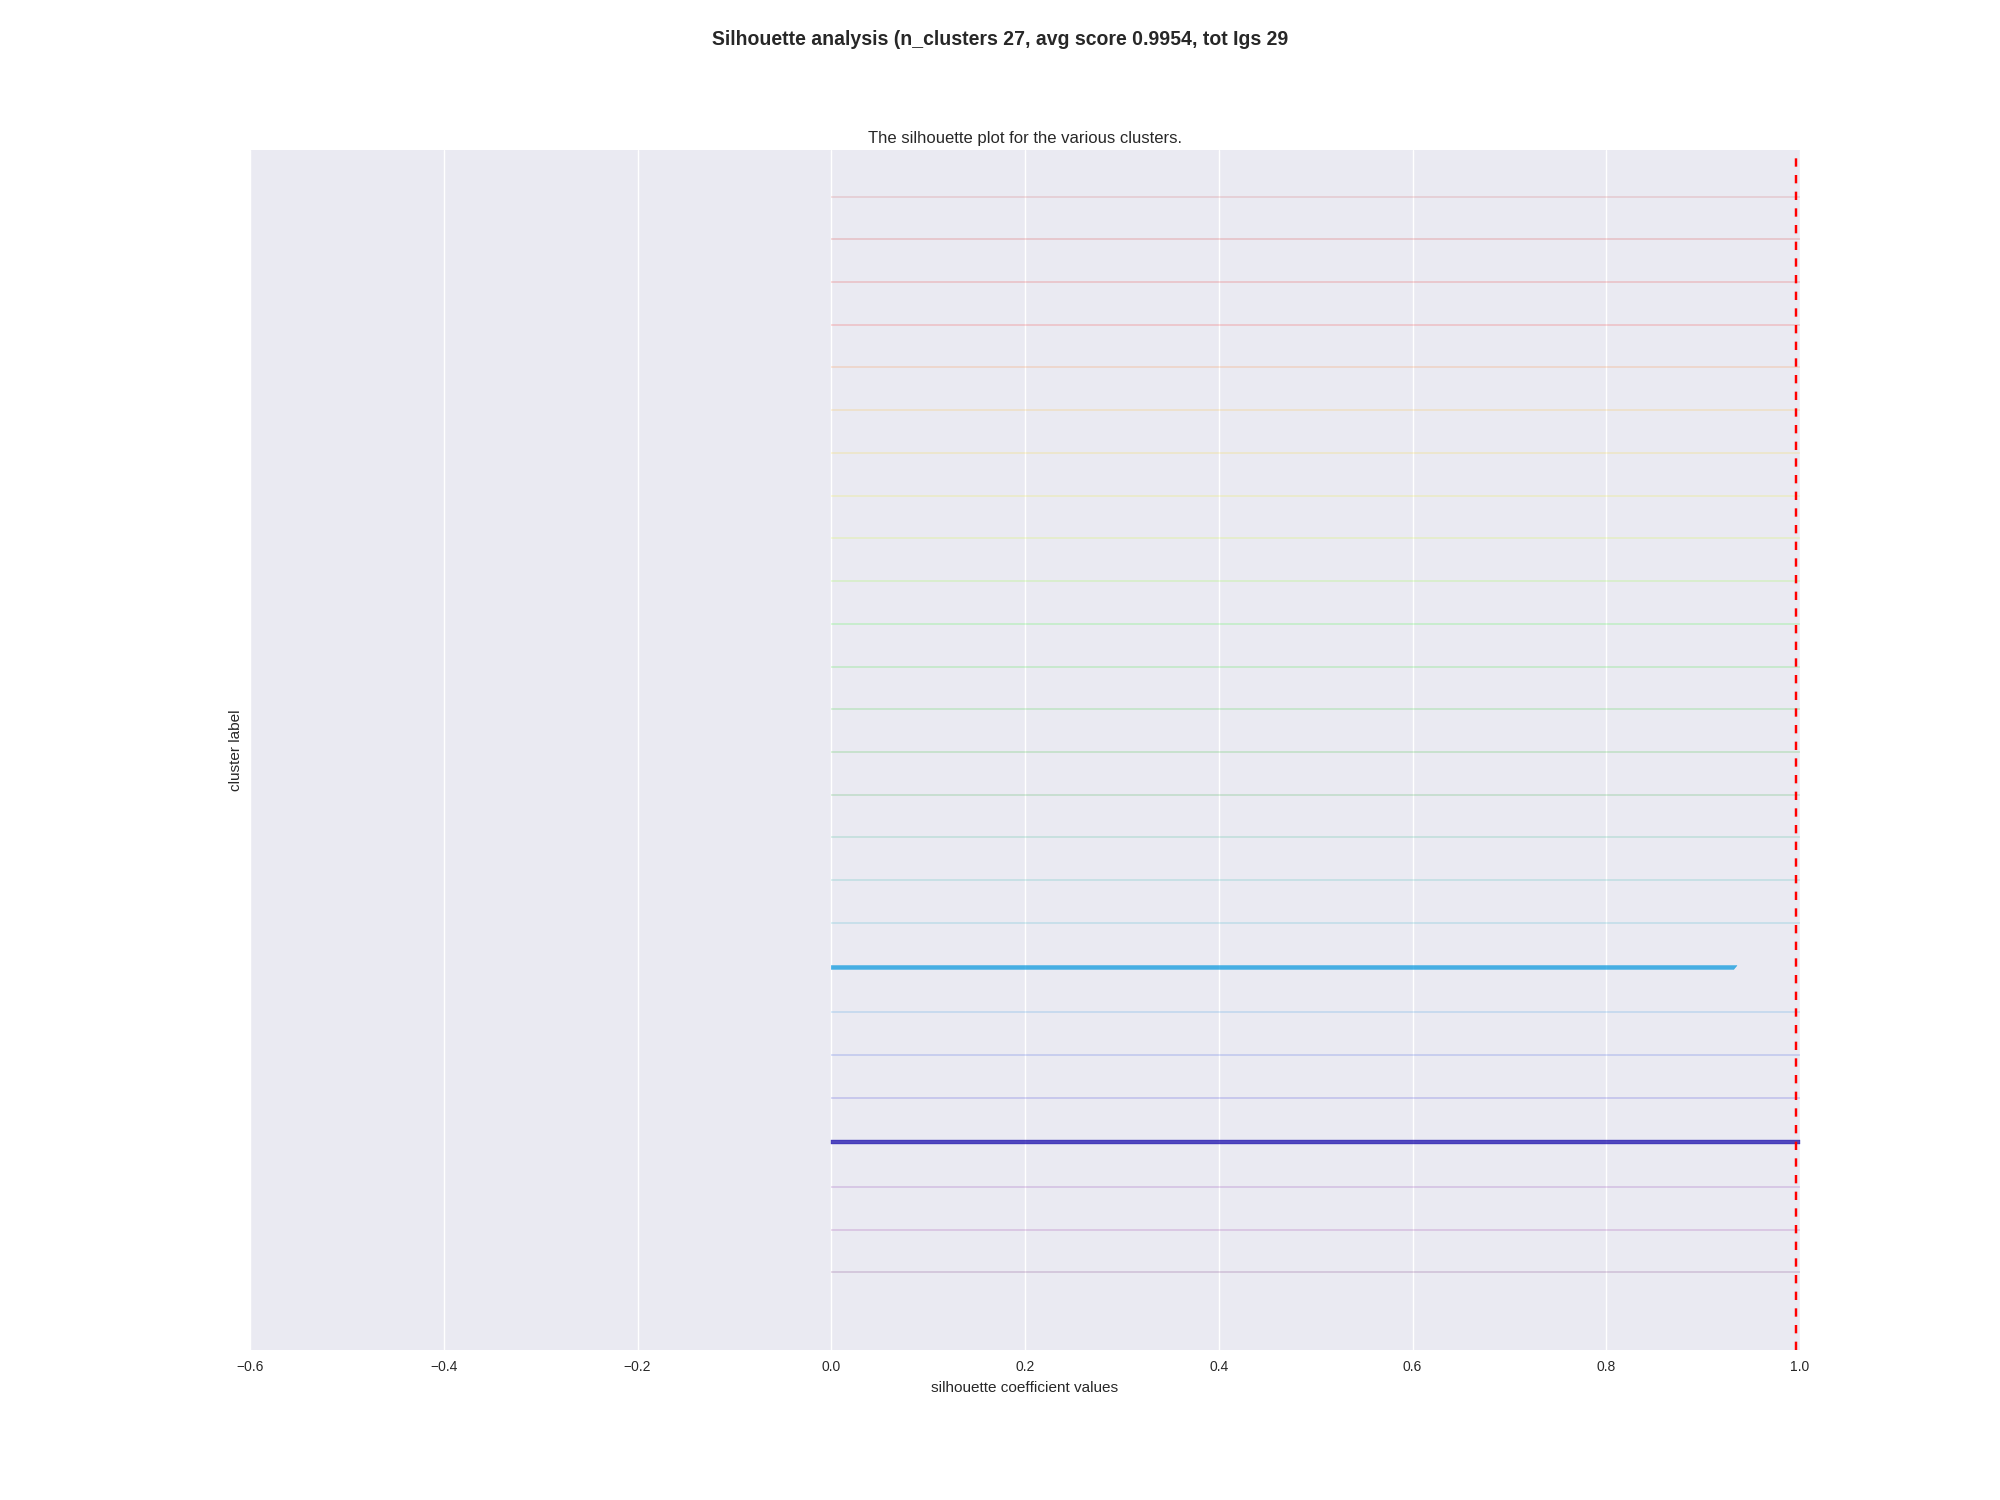 Silhouette analysis (n_clusters 27, avg score 0.9954, tot Igs 29
The silhouette plot for the various clusters.
cluster label
−0.6 −0.4 −0.2 0.0 0.2 0.4 0.6 0.8 1.0
silhouette coefficient values